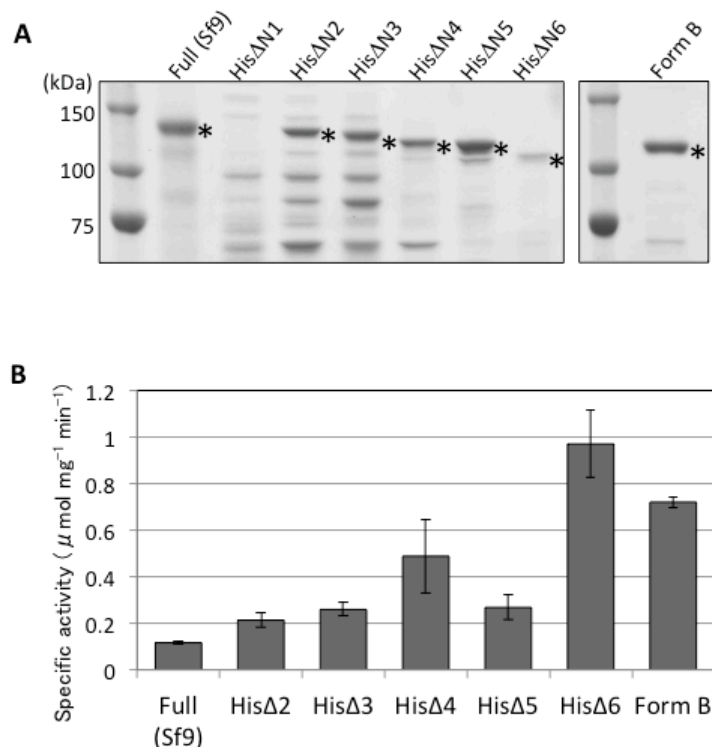 A
Full (Sf9) HisΔN1 HisΔN2 HisΔN3 HisΔN4 HisΔN5 HisΔN6 Form B
(kDa)
150
100
75
* * * * * * *
B
Specific activity ( μ mol mg⁻¹ min⁻¹)
1.2
1
0.8
0.6
0.4
0.2
0
Full (Sf9) HisΔ2 HisΔ3 HisΔ4 HisΔ5 HisΔ6 Form B